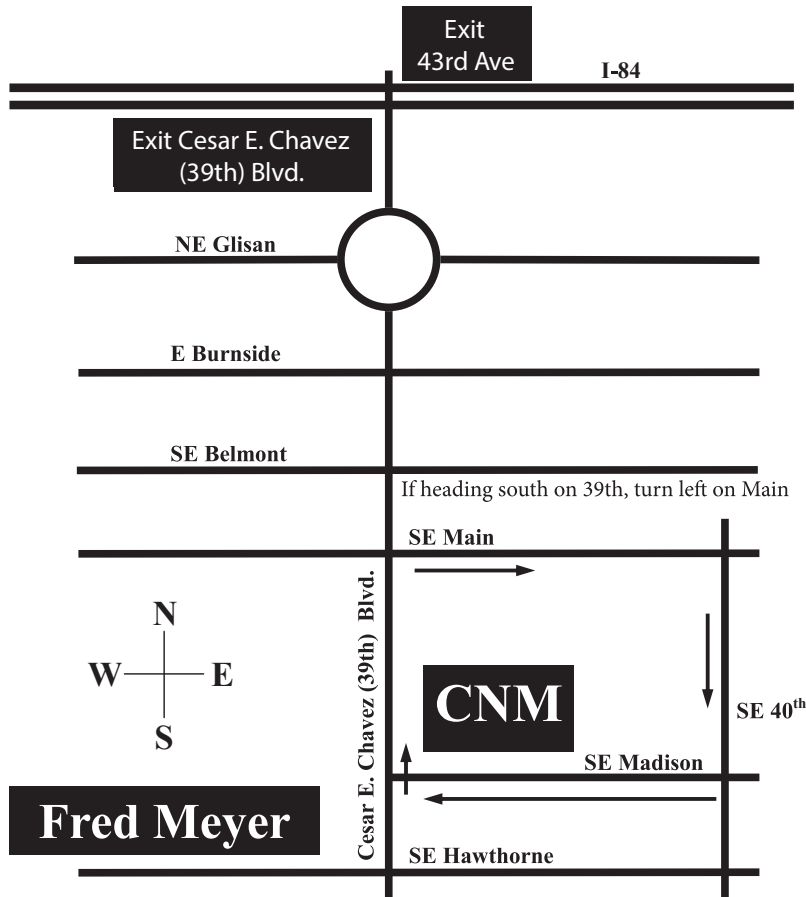 Exit
43rd Ave
I-84
Exit Cesar E. Chavez
(39th) Blvd.
NE Glisan
E Burnside
SE Belmont
If heading south on 39th, turn left on Main
SE Main
Cesar E. Chavez (39th) Blvd.
N
W E
S
CNM
SE 40th
SE Madison
Fred Meyer
SE Hawthorne